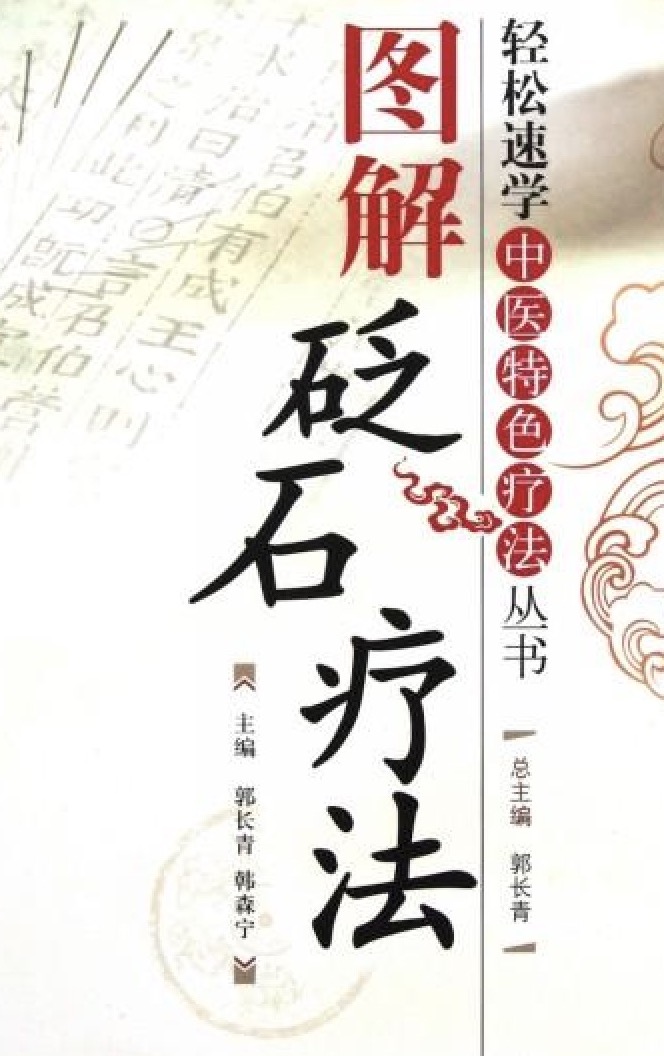 轻松速学中医特色疗法丛书
总主编 郭长青
图解
砭石
疗法
主编 郭长青 韩森宁